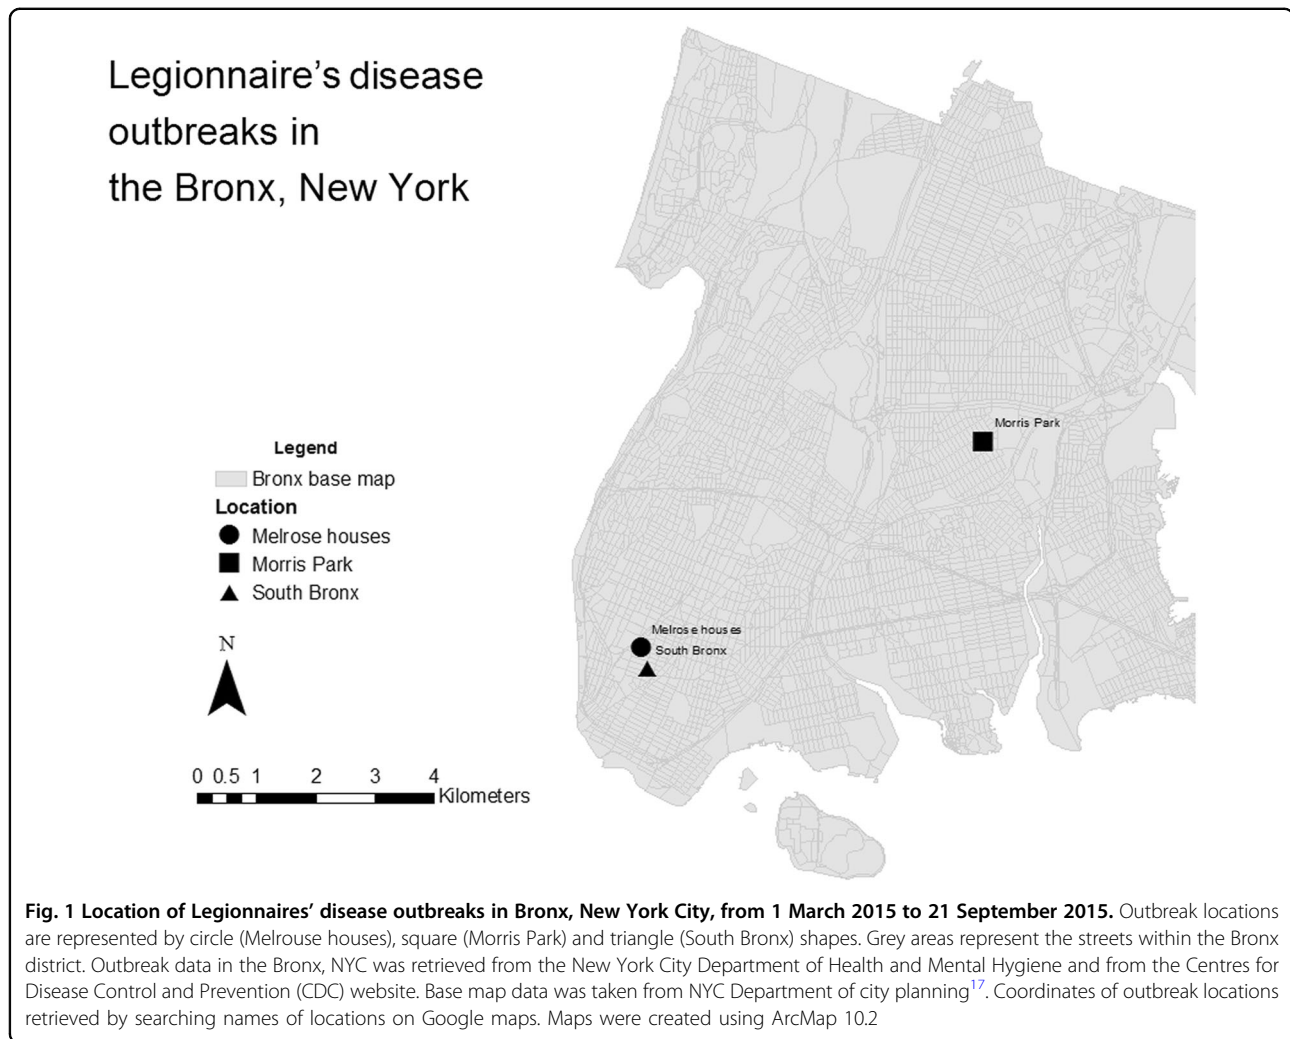 Legionnaire's disease
outbreaks in
the Bronx, New York
Morris Park
Legend
Bronx base map
Location
Melrose houses
Morris Park
South Bronx
Melrose houses
South Bronx
N
0 0.5 1 2 3 4
Kilometers
Fig. 1 Location of Legionnaires' disease outbreaks in Bronx, New York City, from 1 March 2015 to 21 September 2015. Outbreak locations
are represented by circle (Melrouse houses), square (Morris Park) and triangle (South Bronx) shapes. Grey areas represent the streets within the Bronx
district. Outbreak data in the Bronx, NYC was retrieved from the New York City Department of Health and Mental Hygiene and from the Centres for
Disease Control and Prevention (CDC) website. Base map data was taken from NYC Department of city planning17. Coordinates of outbreak locations
retrieved by searching names of locations on Google maps. Maps were created using ArcMap 10.2